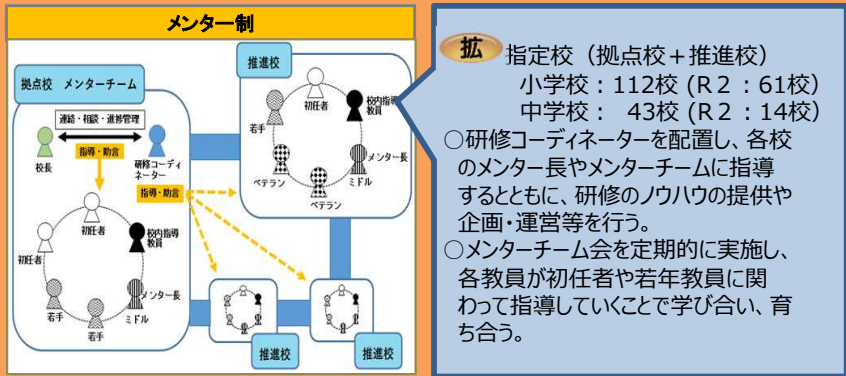 メンター制
拠点校 メンターチーム
連絡・相談・進捗管理
校長
指導・助言
研修コーディ
ネーター
指導・助言
初任者
初任者
校内指導
教員
メンター長
ミドル
若手
若手
推進校
初任者
若手
校内指導
教員
メンター長
ミドル
ベテラン
ベテラン
推進校
推進校
拡 指定校（拠点校＋推進校）
小学校：112校 (R２：61校）
中学校： 43校 (R２：14校）
○研修コーディネーターを配置し、各校
のメンター長やメンターチームに指導
するとともに、研修のノウハウの提供や
企画・運営等を行う。
○メンターチーム会を定期的に実施し、
各教員が初任者や若年教員に関
わって指導していくことで学び合い、育
ち合う。